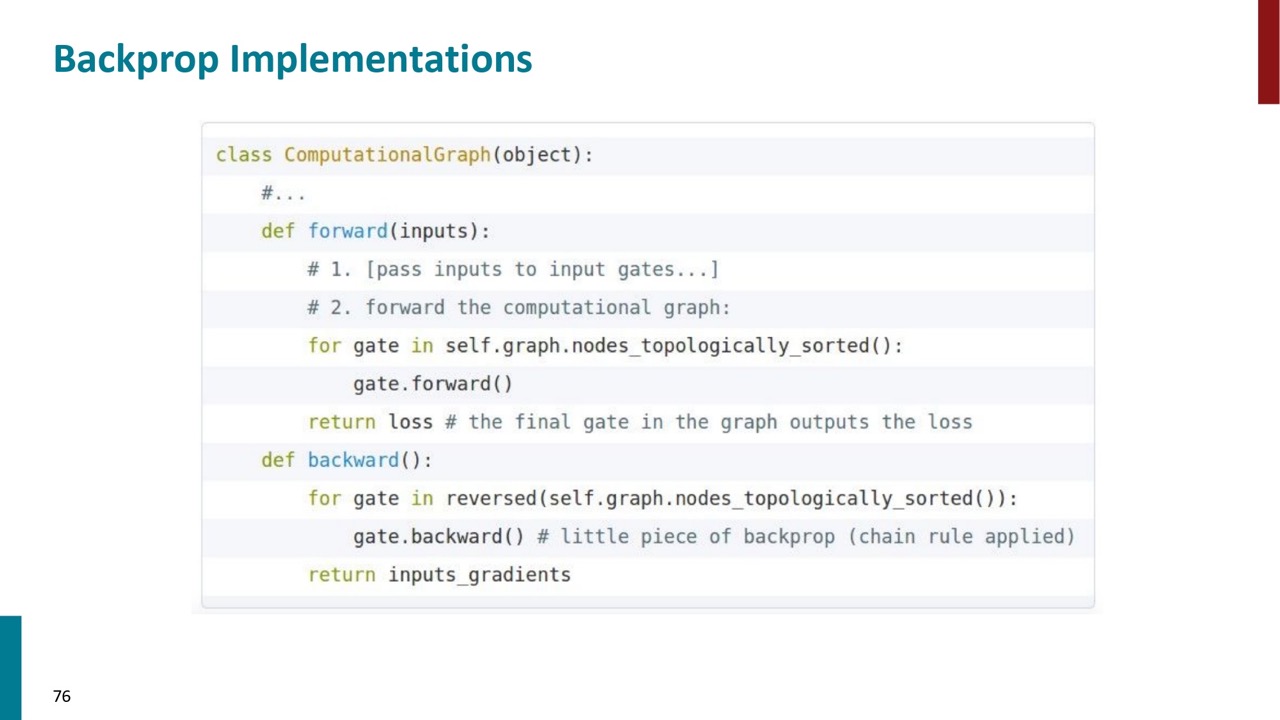 Backprop Implementations
class ComputationalGraph(object):
    #...
    def forward(inputs):
        # 1. [pass inputs to input gates...]
        # 2. forward the computational graph:
        for gate in self.graph.nodes_topologically_sorted():
            gate.forward()
        return loss # the final gate in the graph outputs the loss
    def backward():
        for gate in reversed(self.graph.nodes_topologically_sorted()):
            gate.backward() # little piece of backprop (chain rule applied)
        return inputs_gradients
76